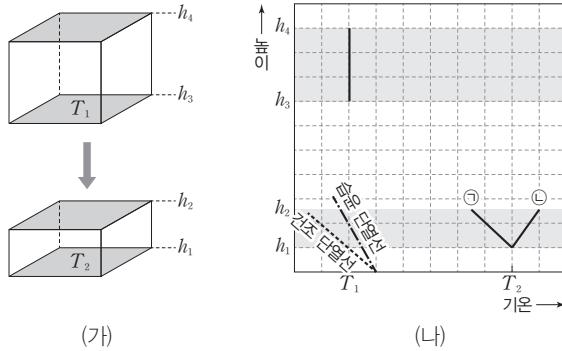 h₄
h₃
T₁
h₂
h₁
T₂
(가)
높이
h₄
h₃
h₂
h₁
건조 단열선
습윤 단열선
㉠
㉡
T₁
T₂
기온
(나)